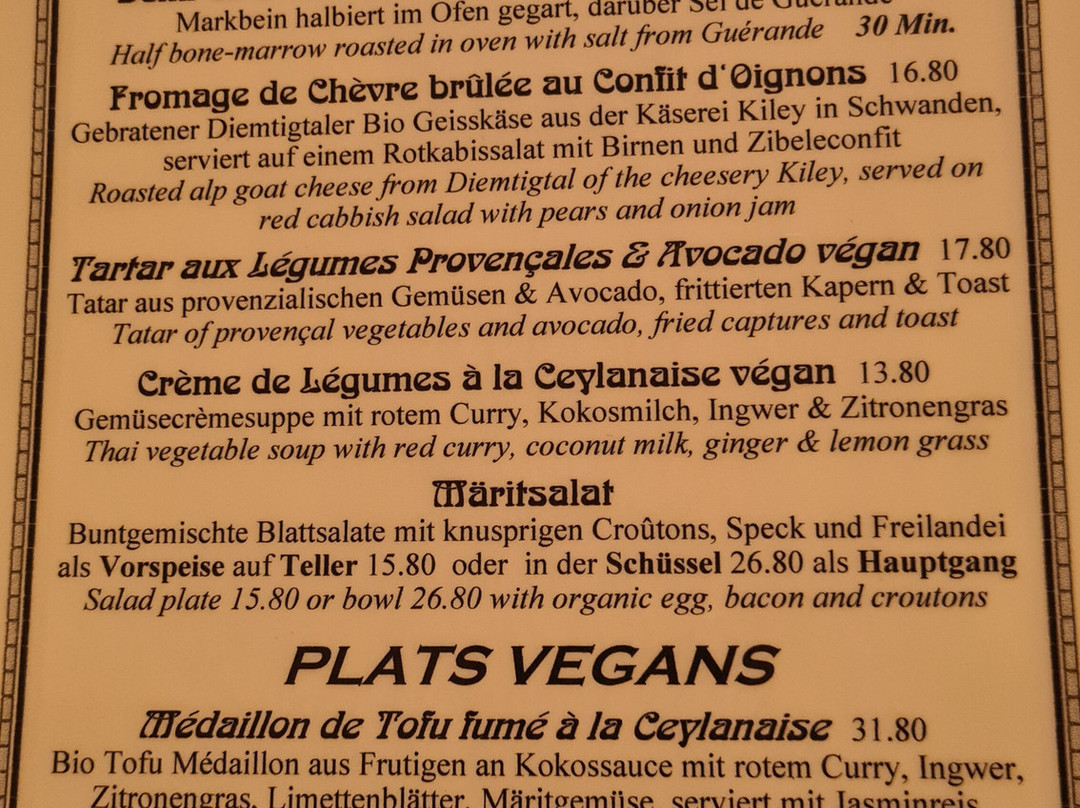 Markbein halbiert im Ofen gegart, darüber Sel de Guérande
Half bone-marrow roasted in oven with salt from Guérande 30 Min.
Fromage de Chèvre brûlée au Confit d'Oignons 16.80
Gebratener Diemtigtaler Bio Geisskäse aus der Käserei Kiley in Schwanden,
serviert auf einem Rotkabissalat mit Birnen und Zibeleconfit
Roasted alp goat cheese from Diemtigtal of the cheesery Kiley, served on
red cabbish salad with pears and onion jam
Tartar aux Légumes Provençales & Avocado végan 17.80
Tatar aus provenzialischen Gemüsen & Avocado, frittierten Kapern & Toast
Tatar of provençal vegetables and avocado, fried captures and toast
Crème de Légumes à la Ceylanaise végan 13.80
Gemüsecrèmesuppe mit rotem Curry, Kokosmilch, Ingwer & Zitronengras
Thai vegetable soup with red curry, coconut milk, ginger & lemon grass
Märitsalat
Buntgemischte Blattsalate mit knusprigen Croûtons, Speck und Freilandei
als Vorspeise auf Teller 15.80 oder in der Schüssel 26.80 als Hauptgang
Salad plate 15.80 or bowl 26.80 with organic egg, bacon and croutons
PLATS VEGANS
Médaillon de Tofu fumé à la Ceylanaise 31.80
Bio Tofu Médaillon aus Frutigen an Kokossauce mit rotem Curry, Ingwer,
Zitronengras, Limettenblätter, Märitgemüse, serviert mit Jasminreis